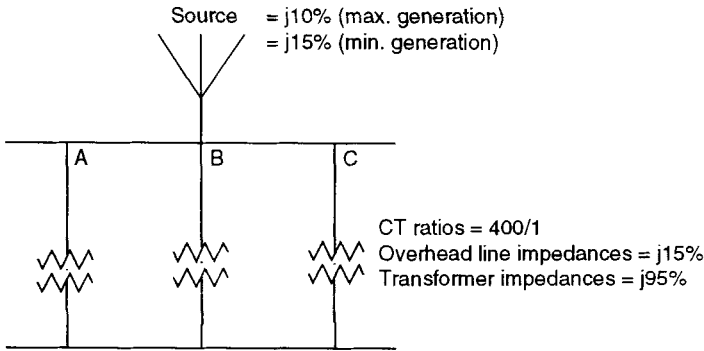 Source = j10% (max. generation)
= j15% (min. generation)
A B C
CT ratios = 400/1
Overhead line impedances = j15%
Transformer impedances = j95%